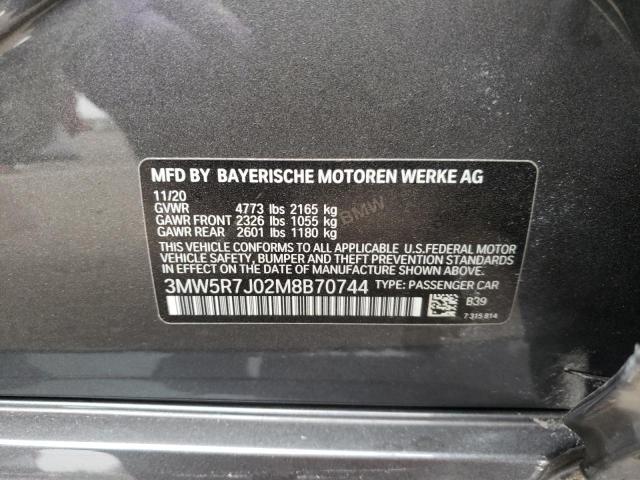 MFD BY BAYERISCHE MOTOREN WERKE AG
11/20
GVWR 4773 lbs 2165 kg
GAWR FRONT 2326 lbs 1055 kg
GAWR REAR 2601 lbs 1180 kg
BMW
THIS VEHICLE CONFORMS TO ALL APPLICABLE U.S.FEDERAL MOTOR
VEHICLE SAFETY, BUMPER AND THEFT PREVENTION
STANDARDS IN EFFECT ON THE DATE OF MANUFACTURE SHOWN ABOVE.
3MW5R7J02M8B70744 TYPE: PASSENGER CAR
B39
7 315 814